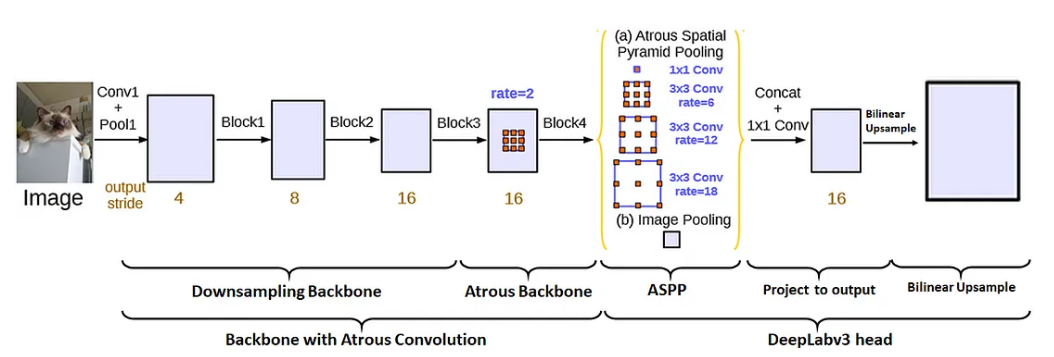 Image
Conv1
+
Pool1
output
stride
4
Block1
8
Block2
16
Block3
rate=2
16
Block4
(a) Atrous Spatial
Pyramid Pooling
1x1 Conv
3x3 Conv
rate=6
3x3 Conv
rate=12
3x3 Conv
rate=18
(b) Image Pooling
Concat
+
1x1 Conv
16
Bilinear
Upsample
Downsampling Backbone
Atrous Backbone
ASPP
Project to output
Bilinear Upsample
Backbone with Atrous Convolution
DeepLabv3 head